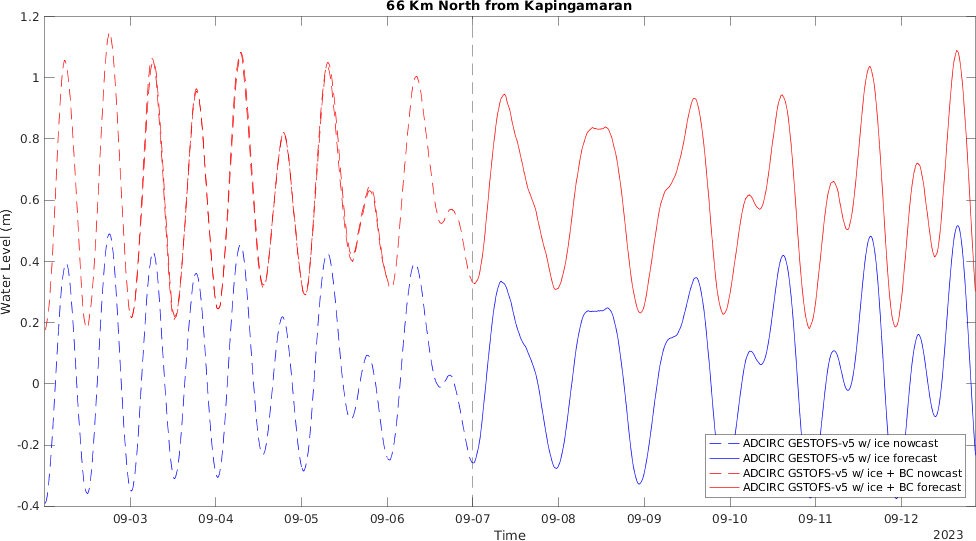 66 Km North from Kapingamaran
1.2
1
0.8
0.6
0.4
0.2
0
-0.2
-0.4
Water Level (m)
09-03 09-04 09-05 09-06 09-07 09-08 09-09 09-10 09-11 09-12
Time
2023
ADCIRC GESTOFS-v5 w/ ice nowcast
ADCIRC GESTOFS-v5 w/ ice forecast
ADCIRC GSTOFS-v5 w/ ice + BC nowcast
ADCIRC GSTOFS-v5 w/ ice + BC forecast